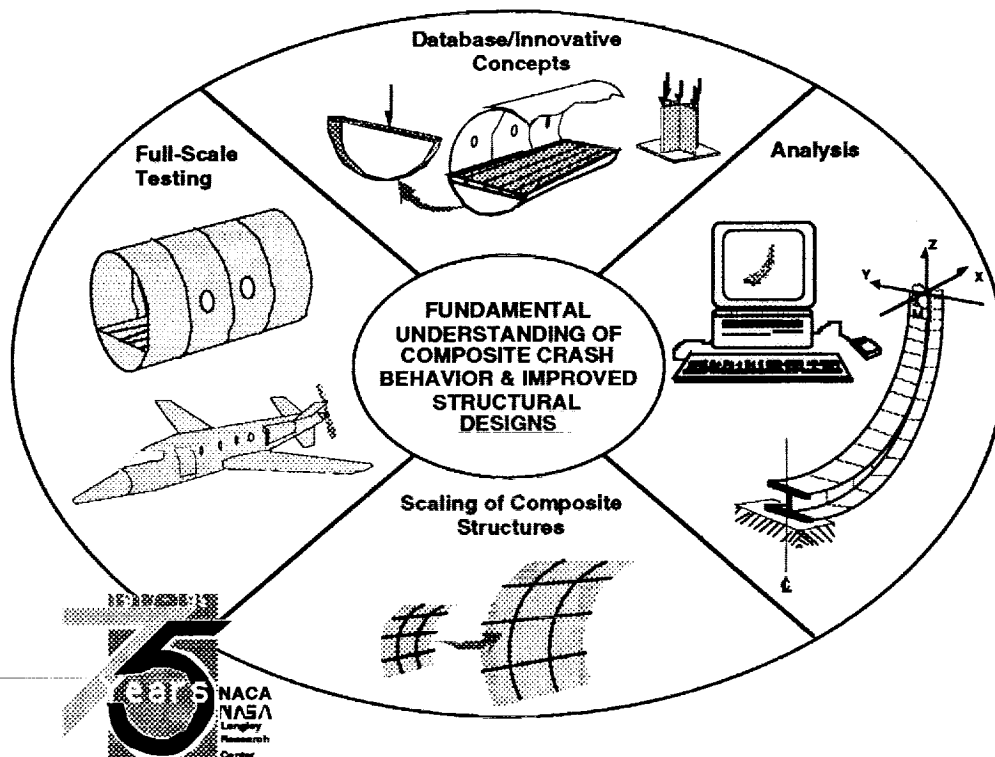 Database/Innovative
Concepts
Full-Scale
Testing
Analysis
Z
X
Y
FUNDAMENTAL
UNDERSTANDING OF
COMPOSITE CRASH
BEHAVIOR & IMPROVED
STRUCTURAL
DESIGNS
Scaling of Composite
Structures
℄
75
Years
NACA
NASA
Langley
Research
Center